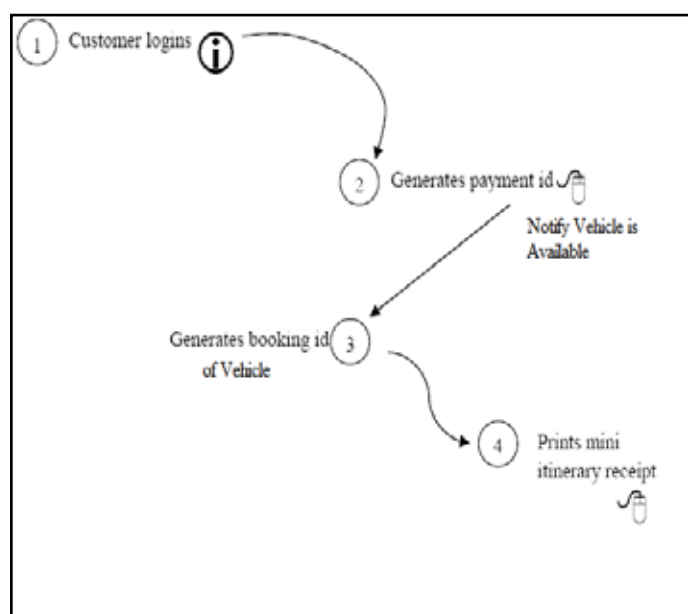 1 Customer logins
2 Generates payment id
Notify Vehicle is
Available
Generates booking id 3
of Vehicle
4 Prints mini
itinerary receipt